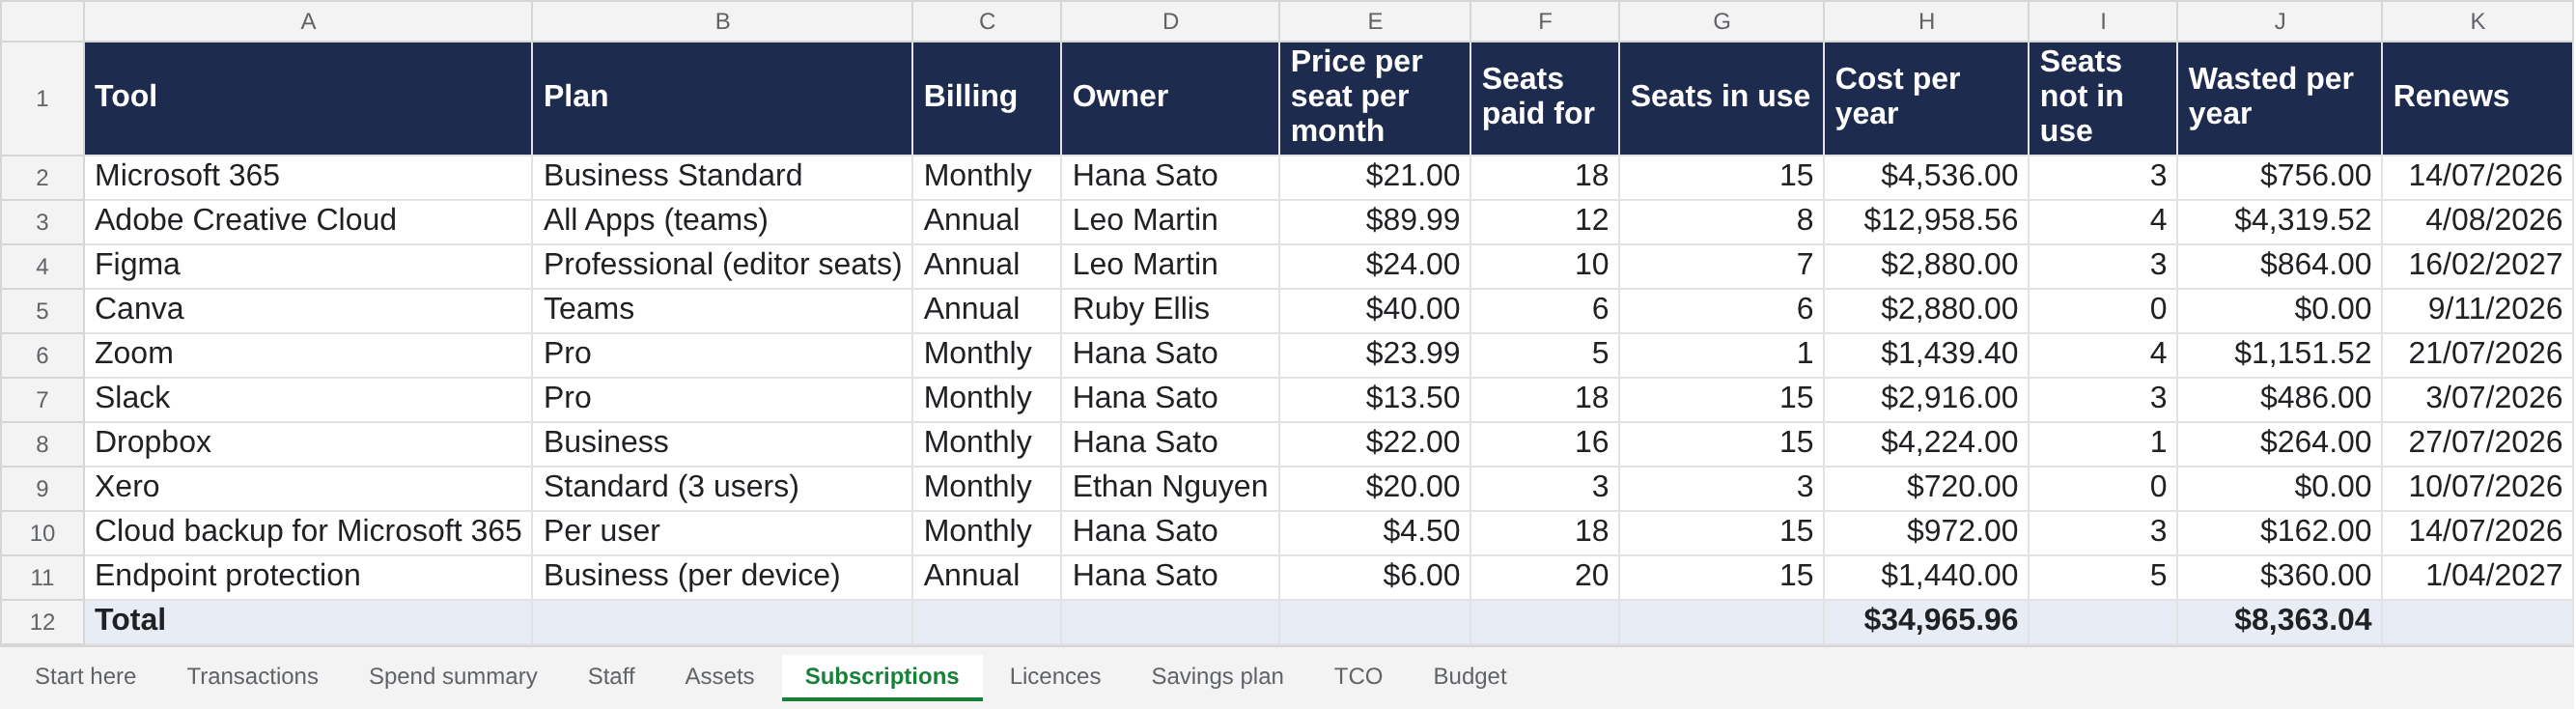 A B C D E F G H I J K
1 Tool Plan Billing Owner Price per seat per month Seats paid for Seats in use Cost per year Seats not in use Wasted per year Renews
2 Microsoft 365 Business Standard Monthly Hana Sato $21.00 18 15 $4,536.00 3 $756.00 14/07/2026
3 Adobe Creative Cloud All Apps (teams) Annual Leo Martin $89.99 12 8 $12,958.56 4 $4,319.52 4/08/2026
4 Figma Professional (editor seats) Annual Leo Martin $24.00 10 7 $2,880.00 3 $864.00 16/02/2027
5 Canva Teams Annual Ruby Ellis $40.00 6 6 $2,880.00 0 $0.00 9/11/2026
6 Zoom Pro Monthly Hana Sato $23.99 5 1 $1,439.40 4 $1,151.52 21/07/2026
7 Slack Pro Monthly Hana Sato $13.50 18 15 $2,916.00 3 $486.00 3/07/2026
8 Dropbox Business Monthly Hana Sato $22.00 16 15 $4,224.00 1 $264.00 27/07/2026
9 Xero Standard (3 users) Monthly Ethan Nguyen $20.00 3 3 $720.00 0 $0.00 10/07/2026
10 Cloud backup for Microsoft 365 Per user Monthly Hana Sato $4.50 18 15 $972.00 3 $162.00 14/07/2026
11 Endpoint protection Business (per device) Annual Hana Sato $6.00 20 15 $1,440.00 5 $360.00 1/04/2027
12 Total $34,965.96 $8,363.04
Start here Transactions Spend summary Staff Assets Subscriptions Licences Savings plan TCO Budget